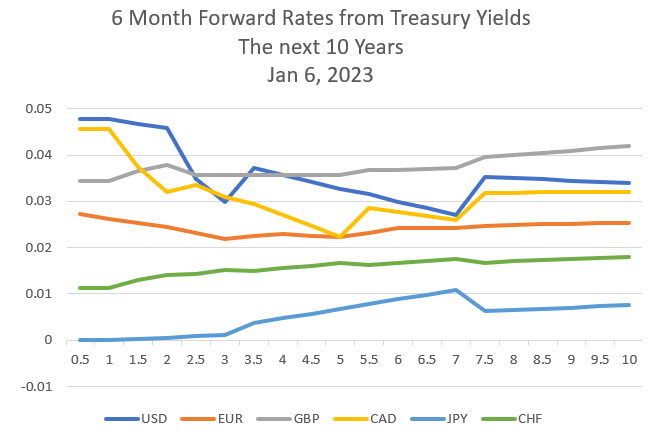 6 Month Forward Rates from Treasury Yields
The next 10 Years
Jan 6, 2023
0.05
0.04
0.03
0.02
0.01
0
-0.01
0.5 1 1.5 2 2.5 3 3.5 4 4.5 5 5.5 6 6.5 7 7.5 8 8.5 9 9.5 10
USD EUR GBP CAD JPY CHF